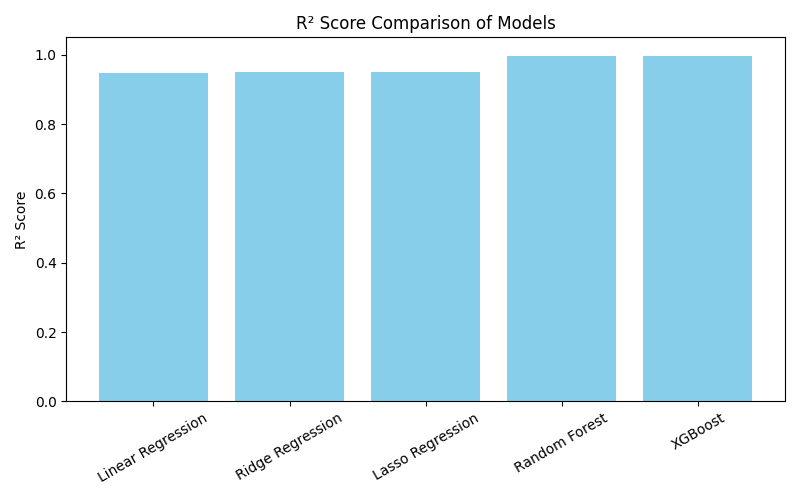 R² Score Comparison of Models
R² Score
1.0
0.8
0.6
0.4
0.2
0.0
Linear Regression
Ridge Regression
Lasso Regression
Random Forest
XGBoost